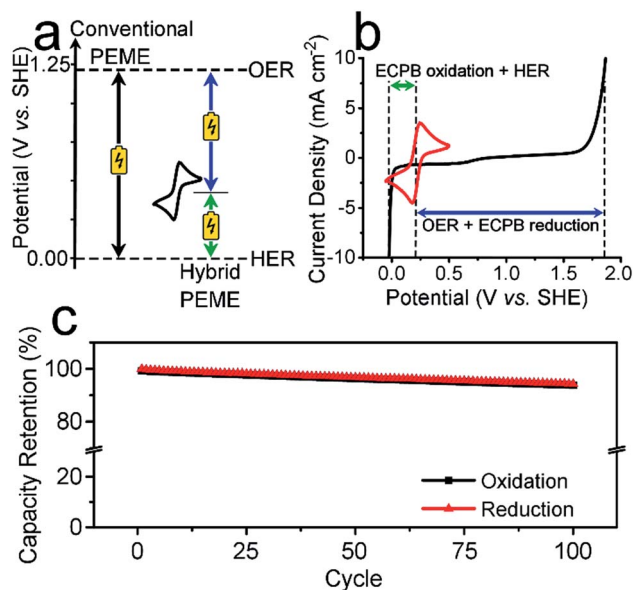 a
Conventional
PEME
1.25
OER
Potential (V vs. SHE)
0.00
HER
Hybrid
PEME
b
10
5
0
-5
-10
Current Density (mA cm-2)
ECPB oxidation + HER
OER + ECPB reduction
0.0 0.5 1.0 1.5 2.0
Potential (V vs. SHE)
c
Capacity Retention (%)
100
80
20
0
Oxidation
Reduction
0 25 50 75 100
Cycle